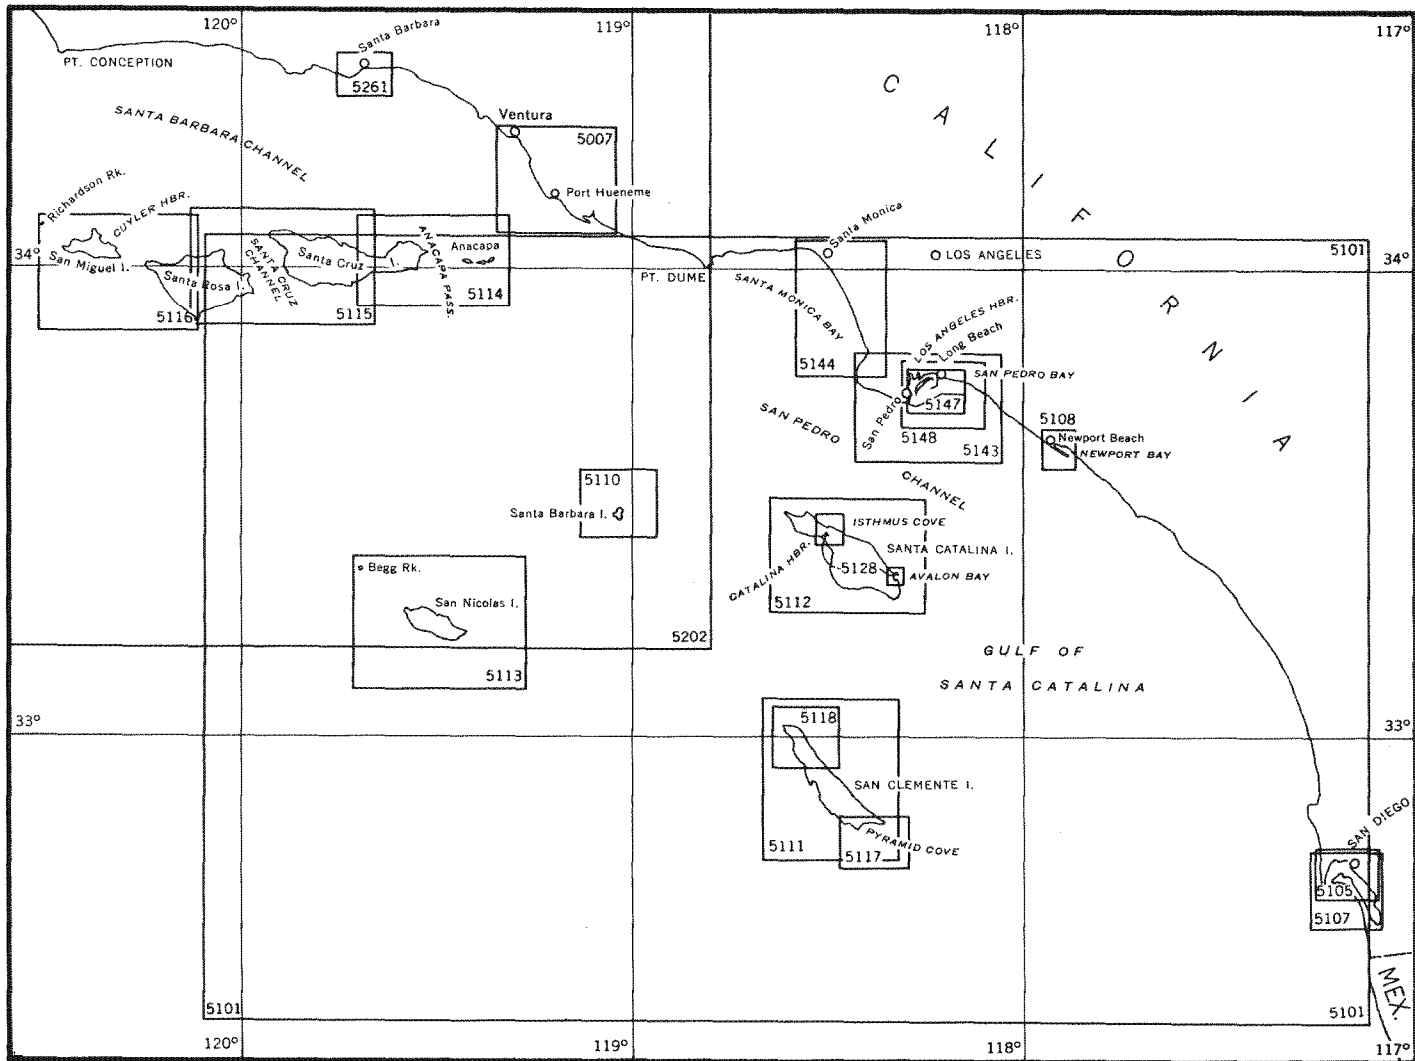 120° 119° 118° 117°
Santa Barbara
PT. CONCEPTION
5261
CALIFORNIA
SANTA BARBARA CHANNEL
Ventura
5007
Port Hueneme
Richardson Rk.
CUYLER HBR.
34°
San Miguel I.
Santa Rosa I.
5116
SANTA CRUZ
CHANNEL
Santa Cruz I.
5115
ANACAPA PASS.
Anacapa
5114
PT. DUME
Santa Monica
LOS ANGELES
5101
34°
SANTA MONICA BAY
5144
LOS ANGELES HBR.
Long Beach
SAN PEDRO BAY
San Pedro
5147
5148
5143
SAN PEDRO
CHANNEL
5108
Newport Beach
NEWPORT BAY
5110
Santa Barbara I.
ISTHMUS COVE
SANTA CATALINA I.
CATALINA HBR.
5128
AVALON BAY
5112
Begg Rk.
San Nicolas I.
5202
5113
GULF OF
SANTA CATALINA
33°
33°
5118
SAN CLEMENTE I.
PYRAMID COVE
5111
5117
SAN DIEGO
5105
5107
MEX.
5101
5101
120° 119° 118° 117°